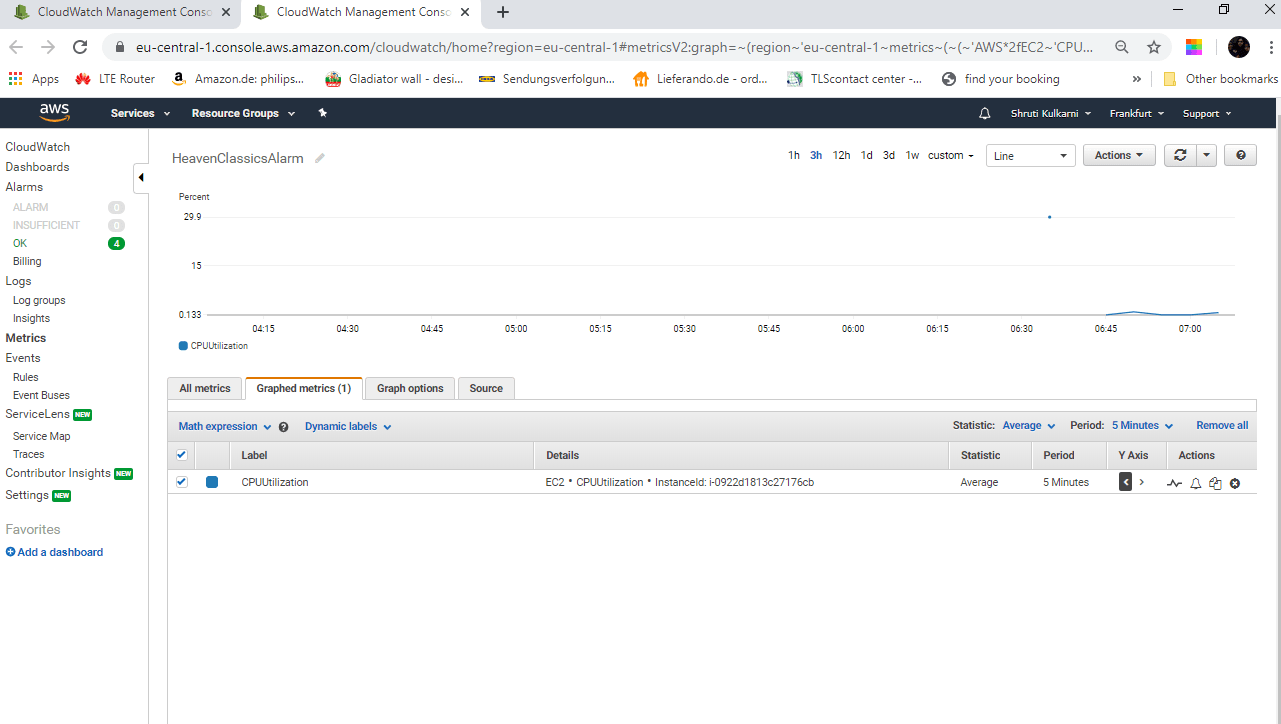 CloudWatch Management Conso
CloudWatch Management Conso
eu-central-1.console.aws.amazon.com/cloudwatch/home?region=eu-central-1#metricsV2:graph=~(region~'eu-central-1~metrics~(~(~'AWS*2fEC2~'CPU...
Apps LTE Router Amazon.de: philips... Gladiator wall - desi... Sendungsverfolgun... Lieferando.de - ord... TLScontact center -... find your booking » Other bookmarks
aws Services Resource Groups Shruti Kulkarni Frankfurt Support
CloudWatch
Dashboards
Alarms
ALARM 0
INSUFFICIENT 0
OK 4
Billing
Logs
Log groups
Insights
Metrics
Events
Rules
Event Buses
ServiceLens NEW
Service Map
Traces
Contributor Insights NEW
Settings NEW
Favorites
Add a dashboard
HeavenClassicsAlarm
1h 3h 12h 1d 3d 1w custom Line Actions
Percent
29.9
15
0.133
04:15 04:30 04:45 05:00 05:15 05:30 05:45 06:00 06:15 06:30 06:45 07:00
CPUUtilization
All metrics Graphed metrics (1) Graph options Source
Math expression Dynamic labels Statistic: Average Period: 5 Minutes Remove all
Label Details Statistic Period Y Axis Actions
CPUUtilization EC2 • CPUUtilization • InstanceId: i-0922d1813c27176cb Average 5 Minutes